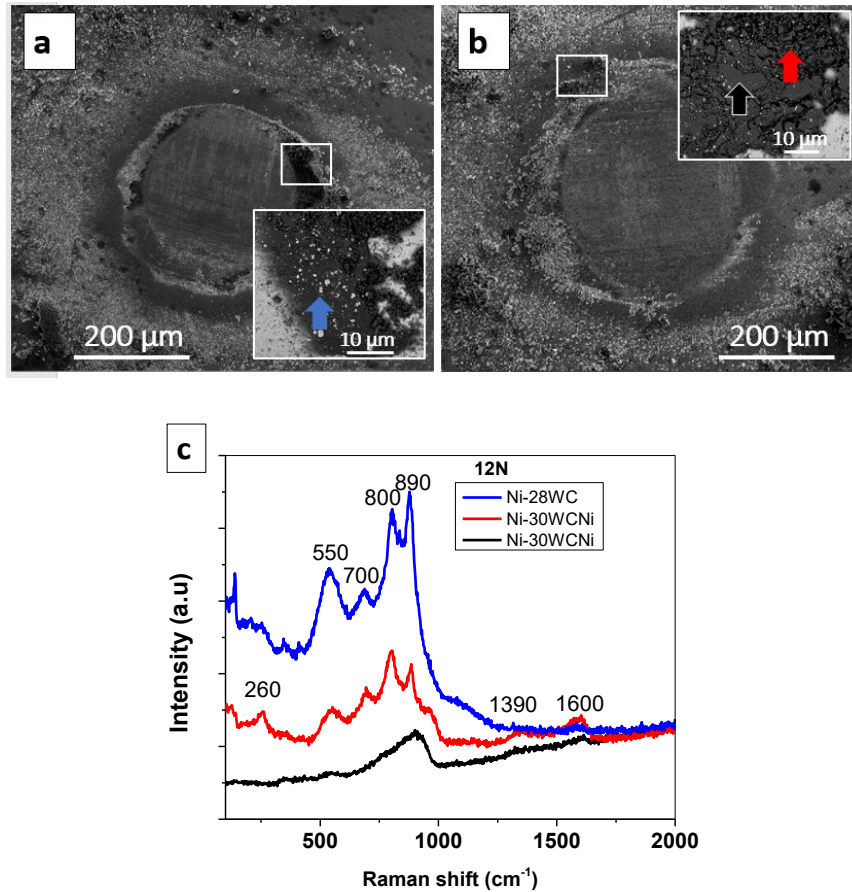 a
b
10 µm
10 µm
200 µm
200 µm
c
12N
Ni-28WC
Ni-30WCNi
Ni-30WCNi
890
800
550
700
260
1390
1600
Intensity (a.u)
500
1000
1500
2000
Raman shift (cm⁻¹)